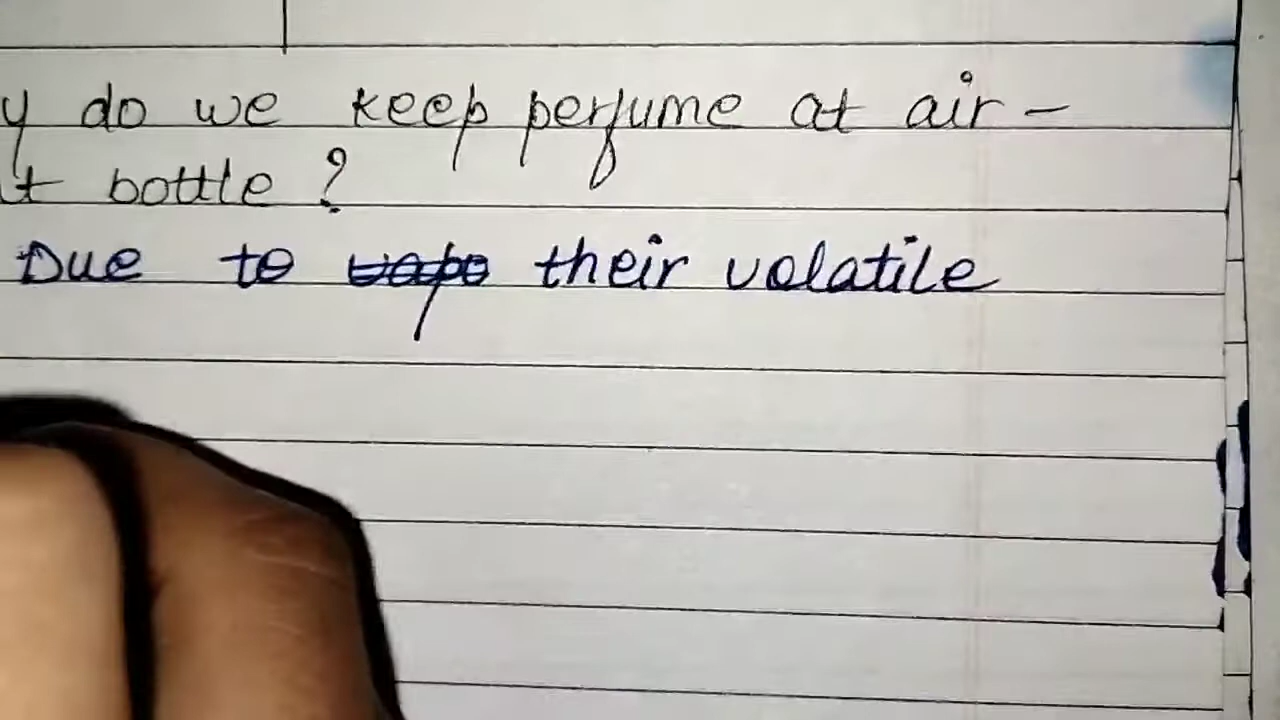 y do we keep perfume at air -
t bottle ?
Due to their volatile